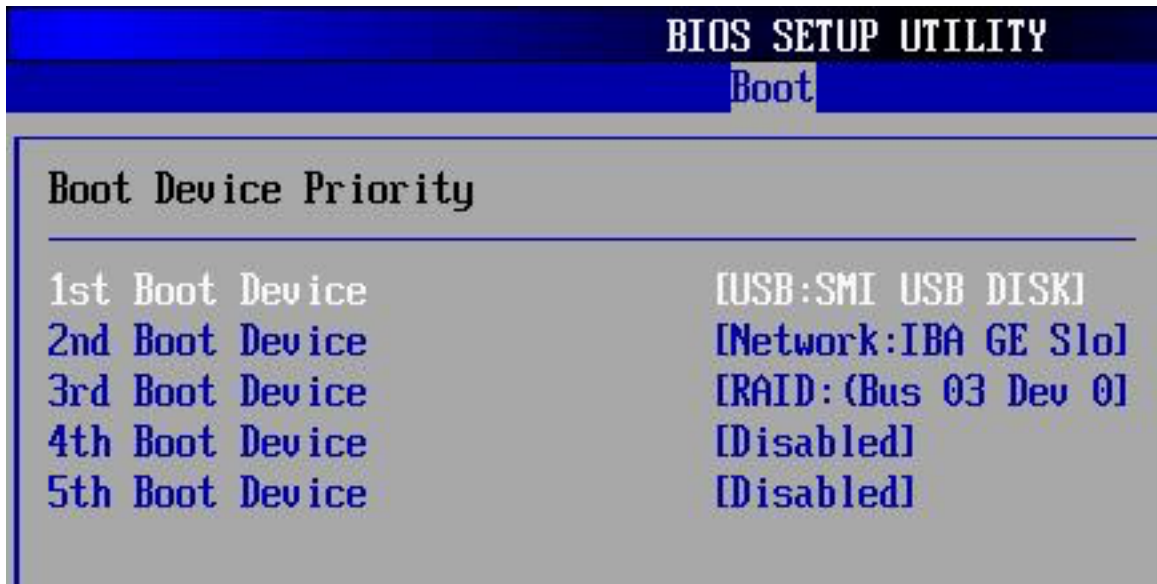 BIOS SETUP UTILITY
Boot
Boot Device Priority
1st Boot Device [USB:SMI USB DISK]
2nd Boot Device [Network:IBA GE Slo]
3rd Boot Device [RAID:(Bus 03 Dev 0]
4th Boot Device [Disabled]
5th Boot Device [Disabled]